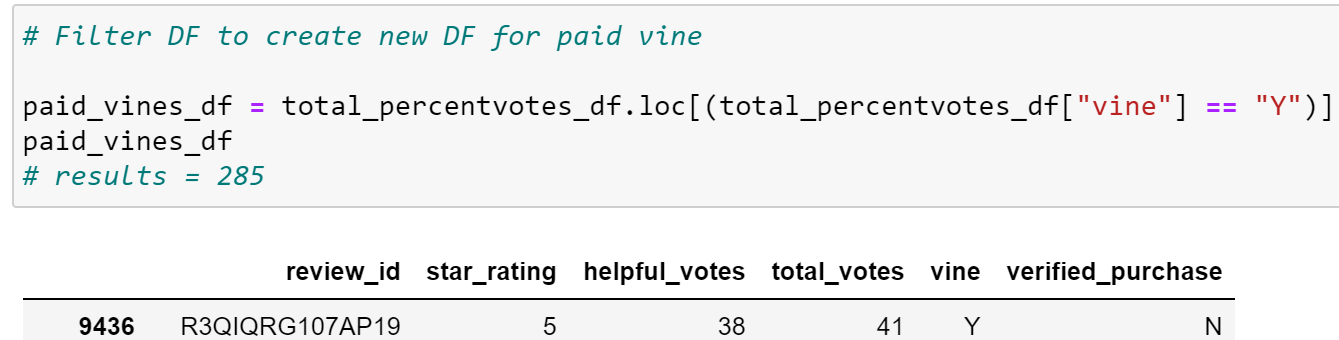 # Filter DF to create new DF for paid vine
paid_vines_df = total_percentvotes_df.loc[(total_percentvotes_df["vine"] == "Y")]
paid_vines_df
# results = 285
review_id star_rating helpful_votes total_votes vine verified_purchase
9436 R3QIQRG107AP19 5 38 41 Y N